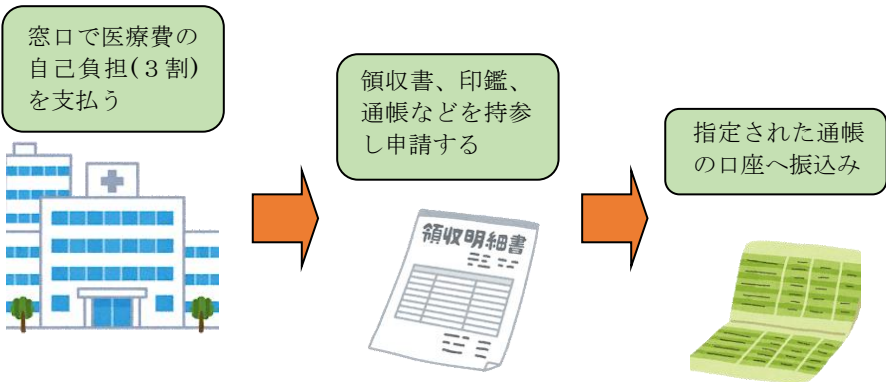 窓口で医療費の
自己負担(３割)
を支払う
領収書、印鑑、
通帳などを持参
し申請する
指定された通帳
の口座へ振込み
領収明細書